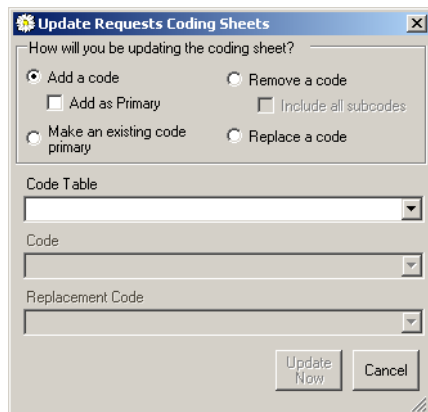 Update Requests Coding Sheets
How will you be updating the coding sheet?
Add a code
Remove a code
Add as Primary
Include all subcodes
Make an existing code
primary
Replace a code
Code Table
Code
Replacement Code
Update
Now
Cancel